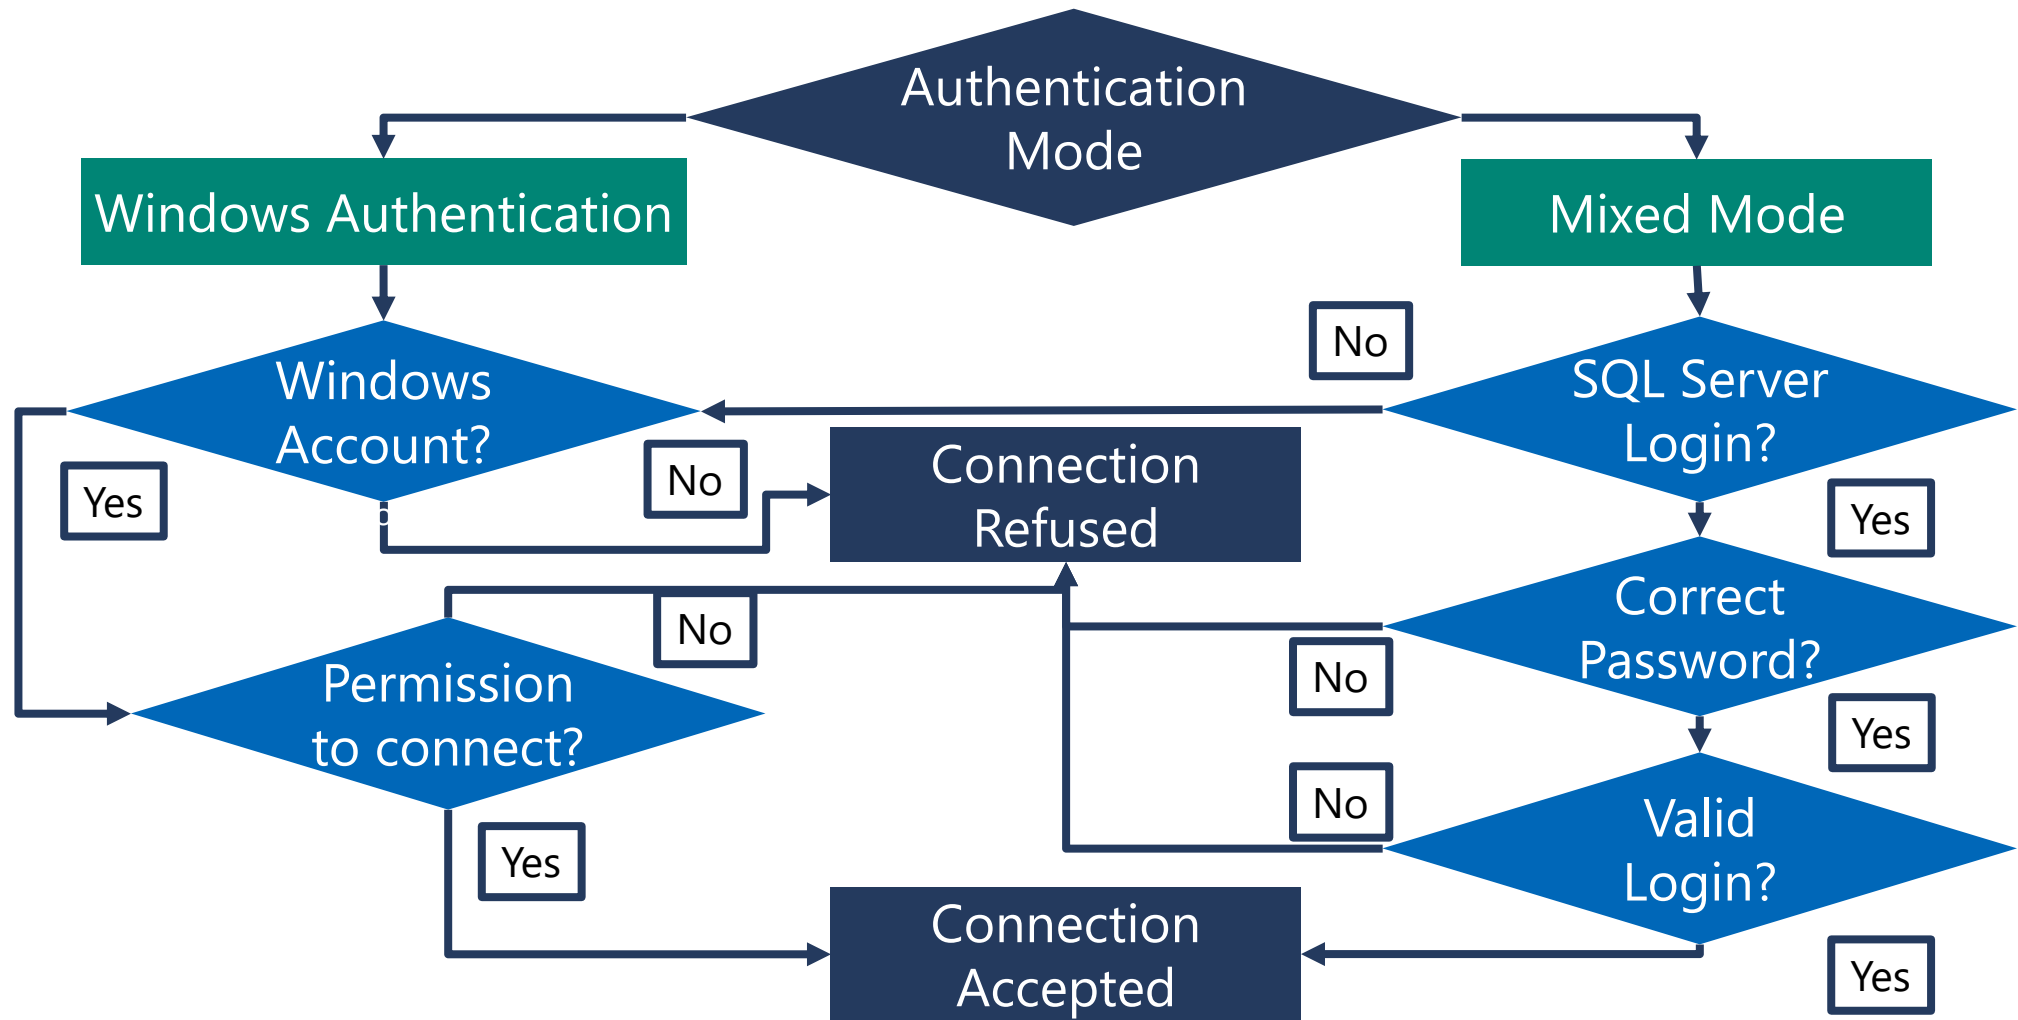 Authentication
Mode
Windows Authentication
Mixed Mode
No
Windows
Account?
SQL Server
Login?
No
Connection
Refused
Yes
Yes
Correct
Password?
No
No
Permission
to connect?
Yes
No
Valid
Login?
Yes
Connection
Accepted
Yes